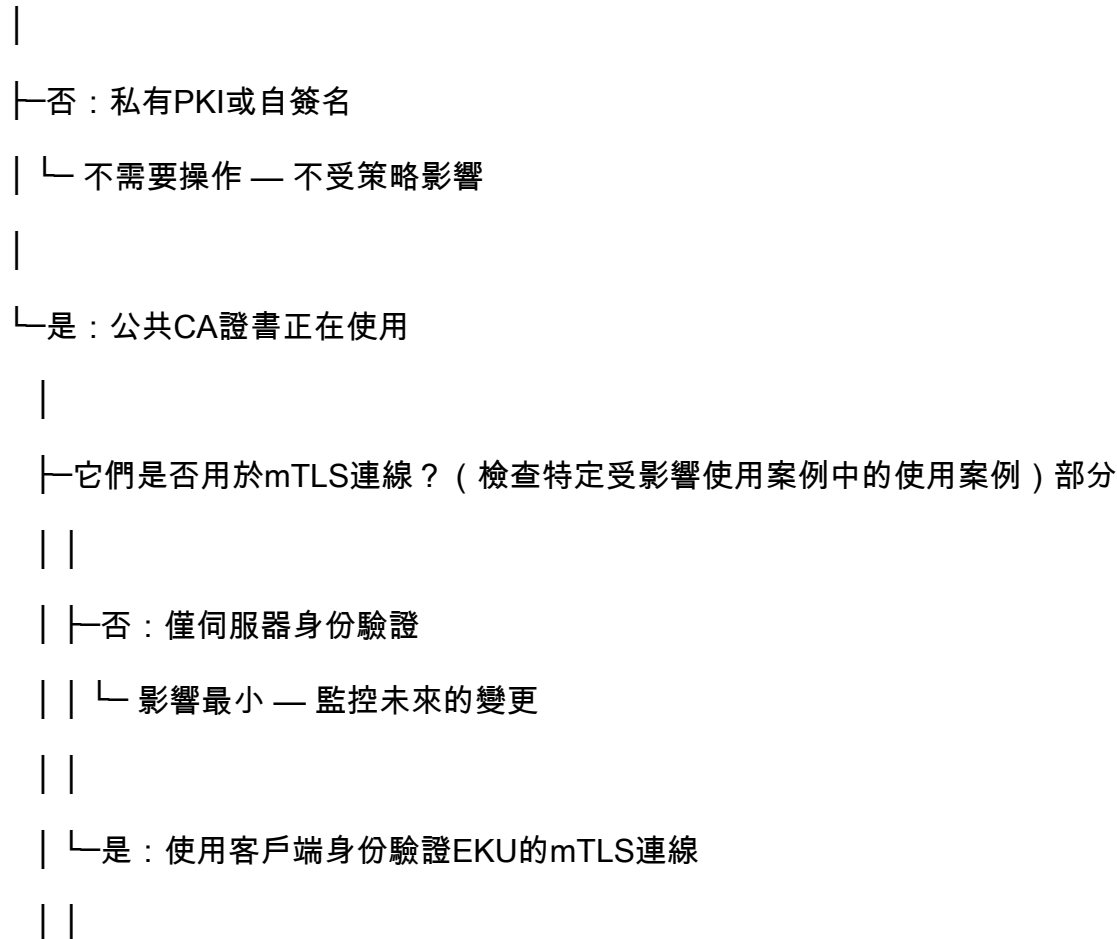 │
├─否：私有PKI或自簽名
│ └─ 不需要操作 — 不受策略影響
│
└─是：公共CA證書正在使用
│
├─它們是否用於mTLS連線？（檢查特定受影響使用案例中的使用案例）部分
│ │
│ ├─否：僅伺服器身份驗證
│ │ └─ 影響最小 — 監控未來的變更
│ │
│ └─是：使用客戶端身份驗證EKU的mTLS連線
│ │